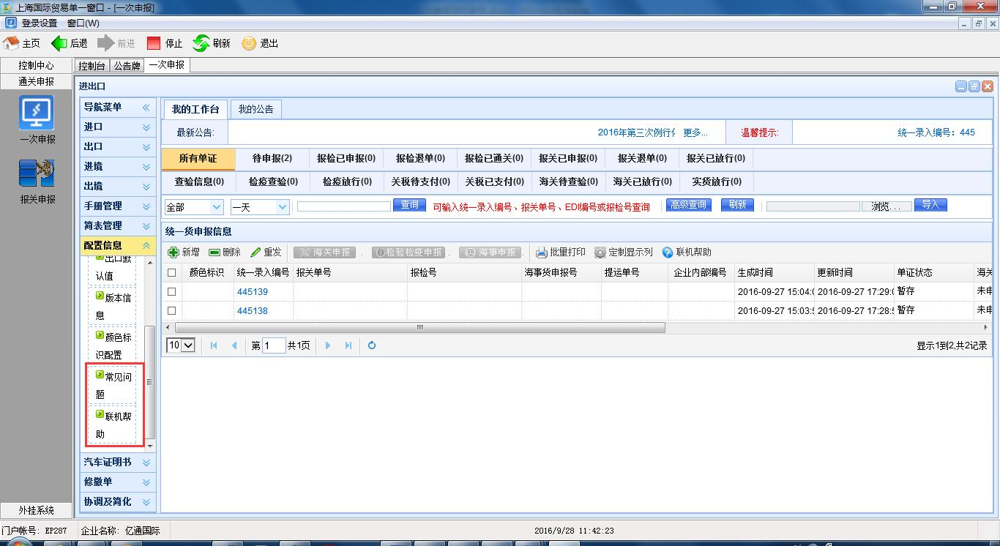 上海国际贸易单一窗口 - [一次申报]
登录设置 窗口(W)
主页 后退 前进 停止 刷新 退出
控制中心 控制台 公告牌 一次申报
通关申报
一次申报
报关申报
外挂系统
进出口
导航菜单
进口
出口
进境
出境
手册管理
简表管理
配置信息
出口默
认值
版本信
息
颜色标
识配置
常见问
题
联机帮
助
汽车证明书
修撤单
协调及简化
我的工作台 我的公告
最新公告: 2016年第三次例行 更多... 温馨提示: 统一录入编号：445
所有单证 待申报(2) 报检已申报(0) 报检退单(0) 报检已通关(0) 报关已申报(0) 报关退单(0) 报关已放行(0)
查验信息(0) 检疫查验(0) 检疫放行(0) 关税待支付(0) 关税已支付(0) 海关待查验(0) 海关已放行(0) 实货放行(0)
全部 一天 查询 可输入统一录入编号、报关单号、EDI编号或报检号查询 高级查询 刷新 浏览... 导入
统一货申报信息
新增 删除 重发 海关申报 检验检疫申报 海事申报 批量打印 定制显示列 联机帮助
颜色标识 统一录入编号 报关单号 报检号 海事货申报号 提运单号 企业内部编号 生成时间 更新时间 单证状态 海关
445139 2016-09-27 15:04:0 2016-09-27 17:29:0 暂存 未申
445138 2016-09-27 15:03:5 2016-09-27 17:28:5 暂存 未申
10 第 1 共1页 显示1到2,共2记录
门户帐号: EP287 企业名称: 亿通国际 2016/9/28 11:42:23